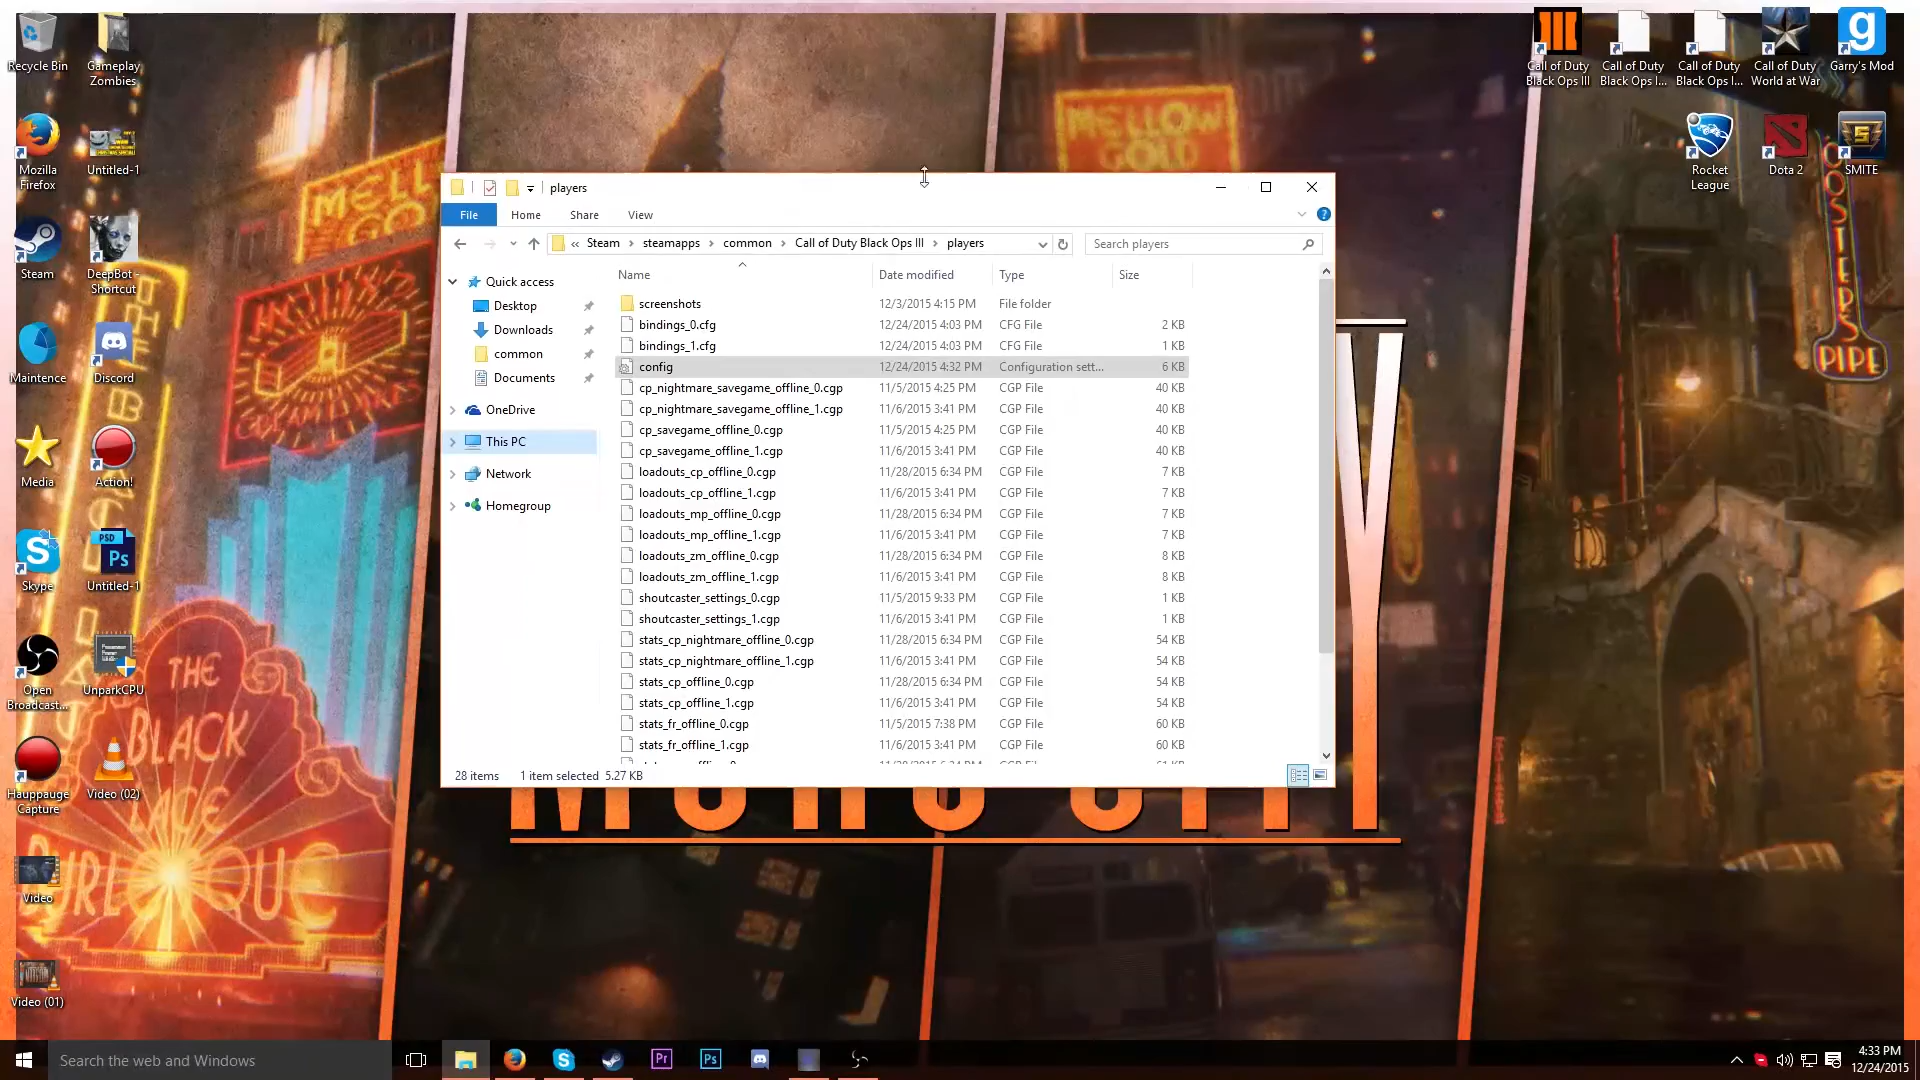 Recycle Bin
Gameplay
Zombies
Mozilla
Firefox
Untitled-1
Steam
DeepBot -
Shortcut
Maintence
Discord
Media
Action!
Skype
PSD
Ps
Untitled-1
Open
Broadcast...
UnparkCPU
Hauppauge
Capture
Video (02)
Video
Video (01)
Call of Duty
Black Ops III
Call of Duty
Black Ops I...
Call of Duty
Black Ops I...
Call of Duty
World at War
Garry's Mod
Rocket
League
Dota 2
SMITE
MELLOW
GOLD
THE
BLACK
LACE
BURLESQUE
PIPE
players
File
Home
Share
View
« Steam
steamapps
common
Call of Duty Black Ops III
players
Search players
Quick access
Desktop
Downloads
common
Documents
OneDrive
This PC
Network
Homegroup
Name Date modified Type Size
screenshots 12/3/2015 4:15 PM File folder
bindings_0.cfg 12/24/2015 4:03 PM CFG File 2 KB
bindings_1.cfg 12/24/2015 4:03 PM CFG File 1 KB
config 12/24/2015 4:32 PM Configuration sett... 6 KB
cp_nightmare_savegame_offline_0.cgp 11/5/2015 4:25 PM CGP File 40 KB
cp_nightmare_savegame_offline_1.cgp 11/6/2015 3:41 PM CGP File 40 KB
cp_savegame_offline_0.cgp 11/5/2015 4:25 PM CGP File 40 KB
cp_savegame_offline_1.cgp 11/6/2015 3:41 PM CGP File 40 KB
loadouts_cp_offline_0.cgp 11/28/2015 6:34 PM CGP File 7 KB
loadouts_cp_offline_1.cgp 11/6/2015 3:41 PM CGP File 7 KB
loadouts_mp_offline_0.cgp 11/28/2015 6:34 PM CGP File 7 KB
loadouts_mp_offline_1.cgp 11/6/2015 3:41 PM CGP File 7 KB
loadouts_zm_offline_0.cgp 11/28/2015 6:34 PM CGP File 8 KB
loadouts_zm_offline_1.cgp 11/6/2015 3:41 PM CGP File 8 KB
shoutcaster_settings_0.cgp 11/5/2015 9:33 PM CGP File 1 KB
shoutcaster_settings_1.cgp 11/6/2015 3:41 PM CGP File 1 KB
stats_cp_nightmare_offline_0.cgp 11/28/2015 6:34 PM CGP File 54 KB
stats_cp_nightmare_offline_1.cgp 11/6/2015 3:41 PM CGP File 54 KB
stats_cp_offline_0.cgp 11/28/2015 6:34 PM CGP File 54 KB
stats_cp_offline_1.cgp 11/6/2015 3:41 PM CGP File 54 KB
stats_fr_offline_0.cgp 11/5/2015 7:38 PM CGP File 60 KB
stats_fr_offline_1.cgp 11/6/2015 3:41 PM CGP File 60 KB
28 items 1 item selected 5.27 KB
Search the web and Windows
Pr
Ps
4:33 PM
12/24/2015